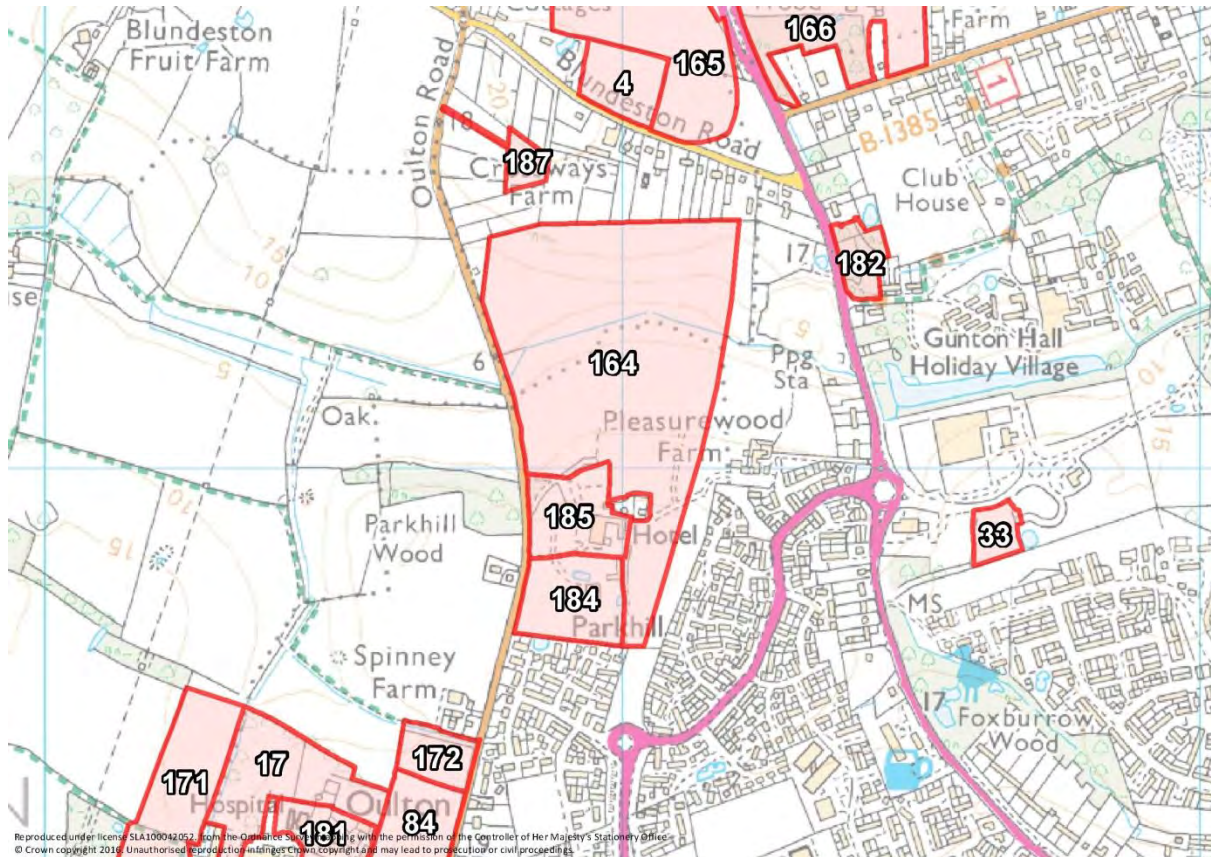 Cottages
Wood
166
Farm
Blundeston
Fruit Farm
Oulton Road
4
165
Blundeston Road
20
18
187
Crossways
Farm
1
B 1385
Club
House
15
10
17
182
5
Gunton Hall
Holiday Village
10
15
6
164
Ppg
Sta
5
Oak
Pleasurewood
Farm
10
15
Parkhill
Wood
185
Hotel
33
184
Parkhill
MS
Spinney
Farm
17
Foxburrow
Wood
171
17
172
Hospital
Oulton
181
84
Reproduced under license SLA100042052, from the Ordnance Survey mapping with the permission of the Controller of Her Majesty's Stationery Office
© Crown copyright 2016. Unauthorised reproduction infringes Crown copyright and may lead to prosecution or civil proceedings.